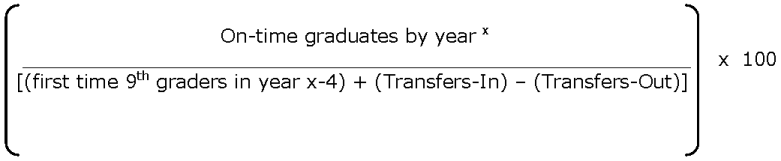 On-time graduates by year ˣ
[(first time 9ᵗʰ graders in year x-4) + (Transfers-In) – (Transfers-Out)]
x 100